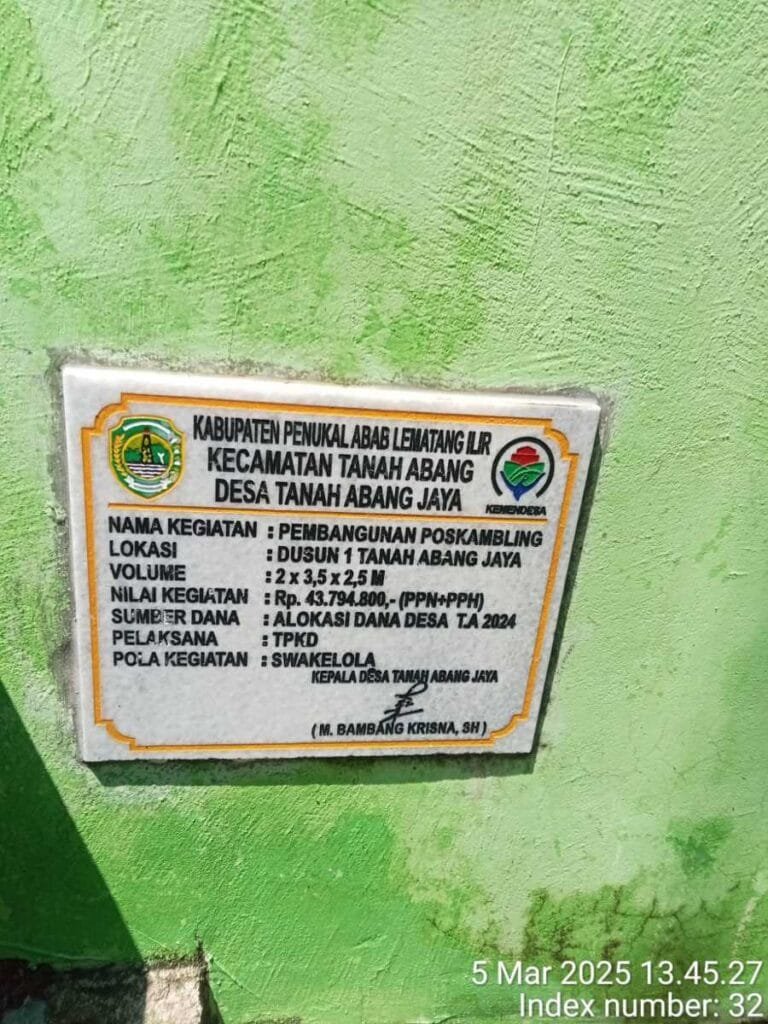 KABUPATEN PENUKAL ABAB LEMATANG ILIR
KECAMATAN TANAH ABANG
DESA TANAH ABANG JAYA
KEMENDESA
NAMA KEGIATAN : PEMBANGUNAN POSKAMBLING
LOKASI : DUSUN 1 TANAH ABANG JAYA
VOLUME : 2 x 3,5 x 2,5 M
NILAI KEGIATAN : Rp. 43.794.800,- (PPN+PPH)
SUMBER DANA : ALOKASI DANA DESA T.A 2024
PELAKSANA : TPKD
POLA KEGIATAN : SWAKELOLA
KEPALA DESA TANAH ABANG JAYA
( M. BAMBANG KRISNA, SH )
5 Mar 2025 13.45.27
Index number: 32